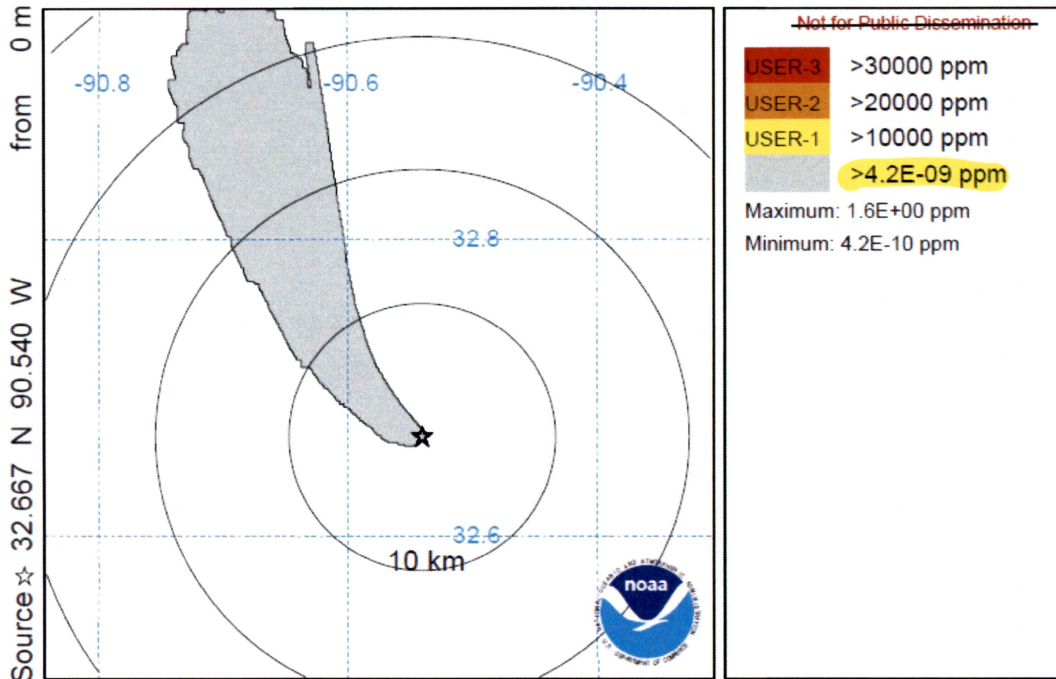 Source ☆ 32.667 N 90.540 W from 0 m
-90.8
-90.6
-90.4
32.8
32.6
10 km
noaa
Not for Public Dissemination
USER-3 >30000 ppm
USER-2 >20000 ppm
USER-1 >10000 ppm
>4.2E-09 ppm
Maximum: 1.6E+00 ppm
Minimum: 4.2E-10 ppm